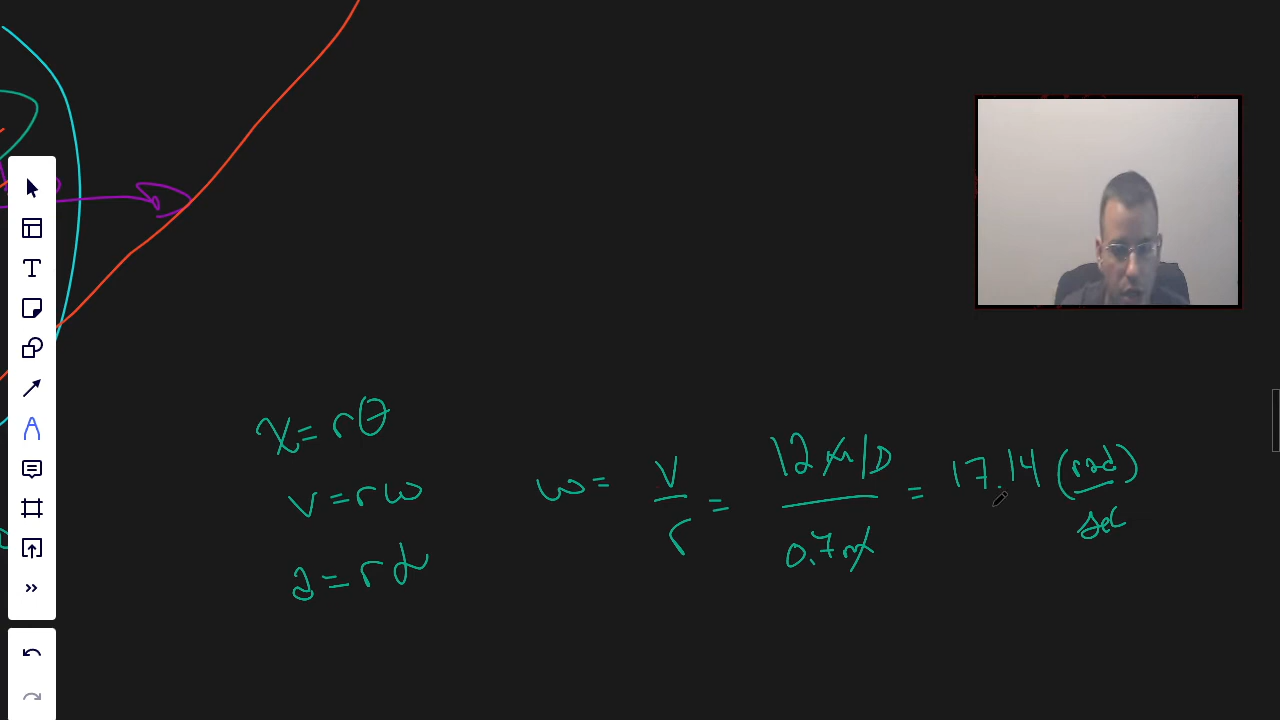 x = rθ
v = rω
a = rα
ω = v/r = 12 m/s / 0.7 m = 17.14 (rad/sec)